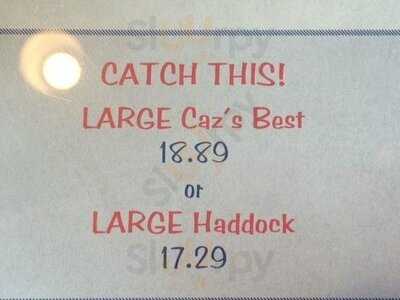 CATCH THIS!
LARGE Caz's Best
18.89
or
LARGE Haddock
17.29